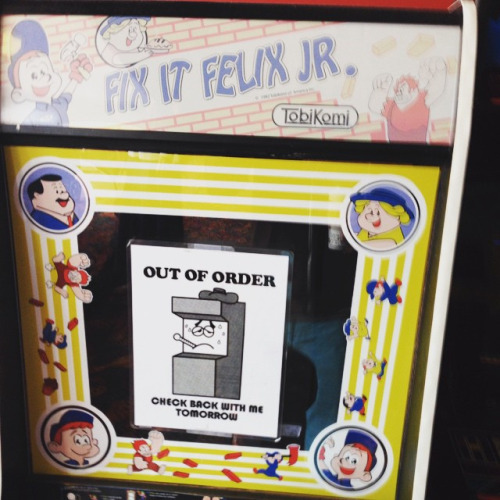 FIX IT FELIX JR.
TobiKomi
OUT OF ORDER
CHECK BACK WITH ME
TOMORROW